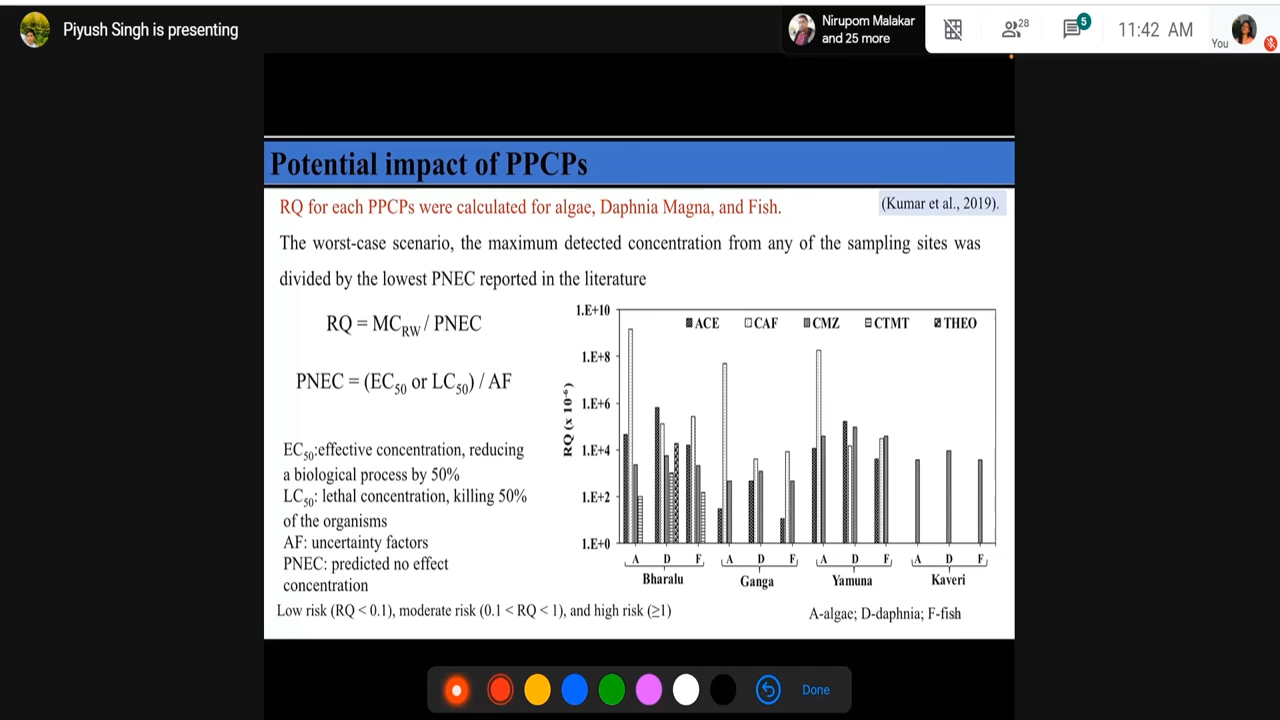 Piyush Singh is presenting
Nirupom Malakar
and 25 more
28
5
11:42 AM
You
Potential impact of PPCPs
RQ for each PPCPs were calculated for algae, Daphnia Magna, and Fish.
(Kumar et al., 2019).
The worst-case scenario, the maximum detected concentration from any of the sampling sites was
divided by the lowest PNEC reported in the literature
RQ = MCRW / PNEC
PNEC = (EC50 or LC50) / AF
EC50:effective concentration, reducing
a biological process by 50%
LC50: lethal concentration, killing 50%
of the organisms
AF: uncertainty factors
PNEC: predicted no effect
concentration
Low risk (RQ < 0.1), moderate risk (0.1 < RQ < 1), and high risk (≥1)
ACE CAF CMZ CTMT THEO
RQ (x 10-6)
1.E+10
1.E+8
1.E+6
1.E+4
1.E+2
1.E+0
A D F A D F A D F A D F
Bharalu Ganga Yamuna Kaveri
A-algae; D-daphnia; F-fish
Done